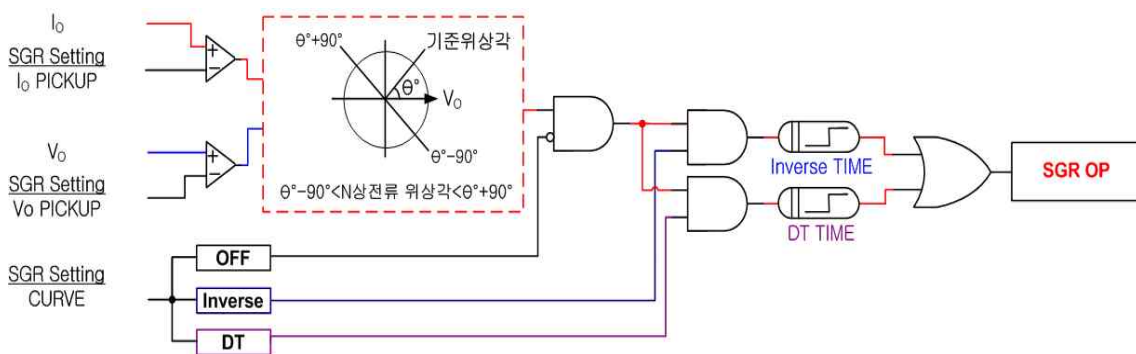 I₀
SGR Setting
I₀ PICKUP
V₀
SGR Setting
Vo PICKUP
SGR Setting
CURVE
+
−
+
−
θ°+90°
기준위상각
θ°
V₀
θ°−90°
θ°−90°<N상전류 위상각<θ°+90°
OFF
Inverse
DT
Inverse TIME
DT TIME
SGR OP